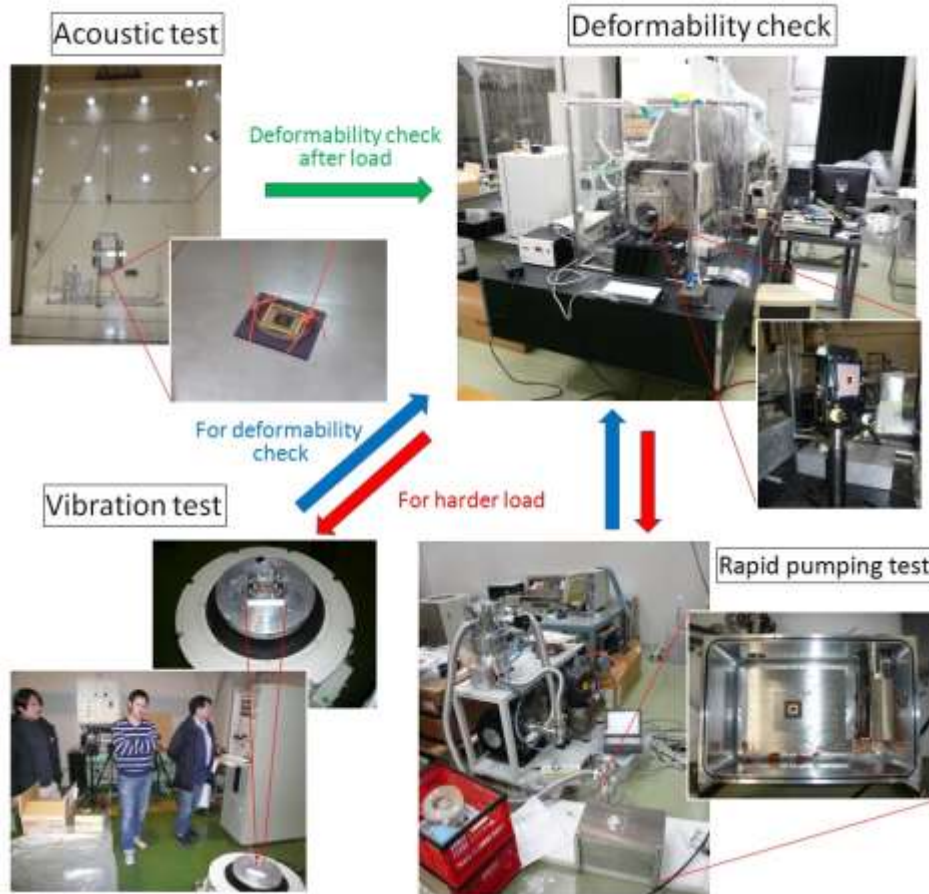 Acoustic test
Deformability check
Deformability check
after load
For deformability
check
Vibration test
For harder load
Rapid pumping test